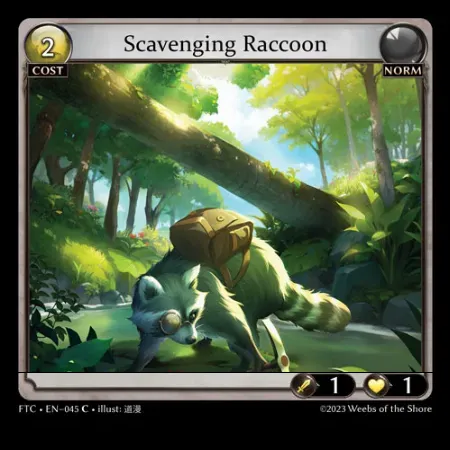 2
Scavenging Raccoon
COST
NORM
1
1
FTC • EN-045 C • illust: 道漫
©2023 Weebs of the Shore